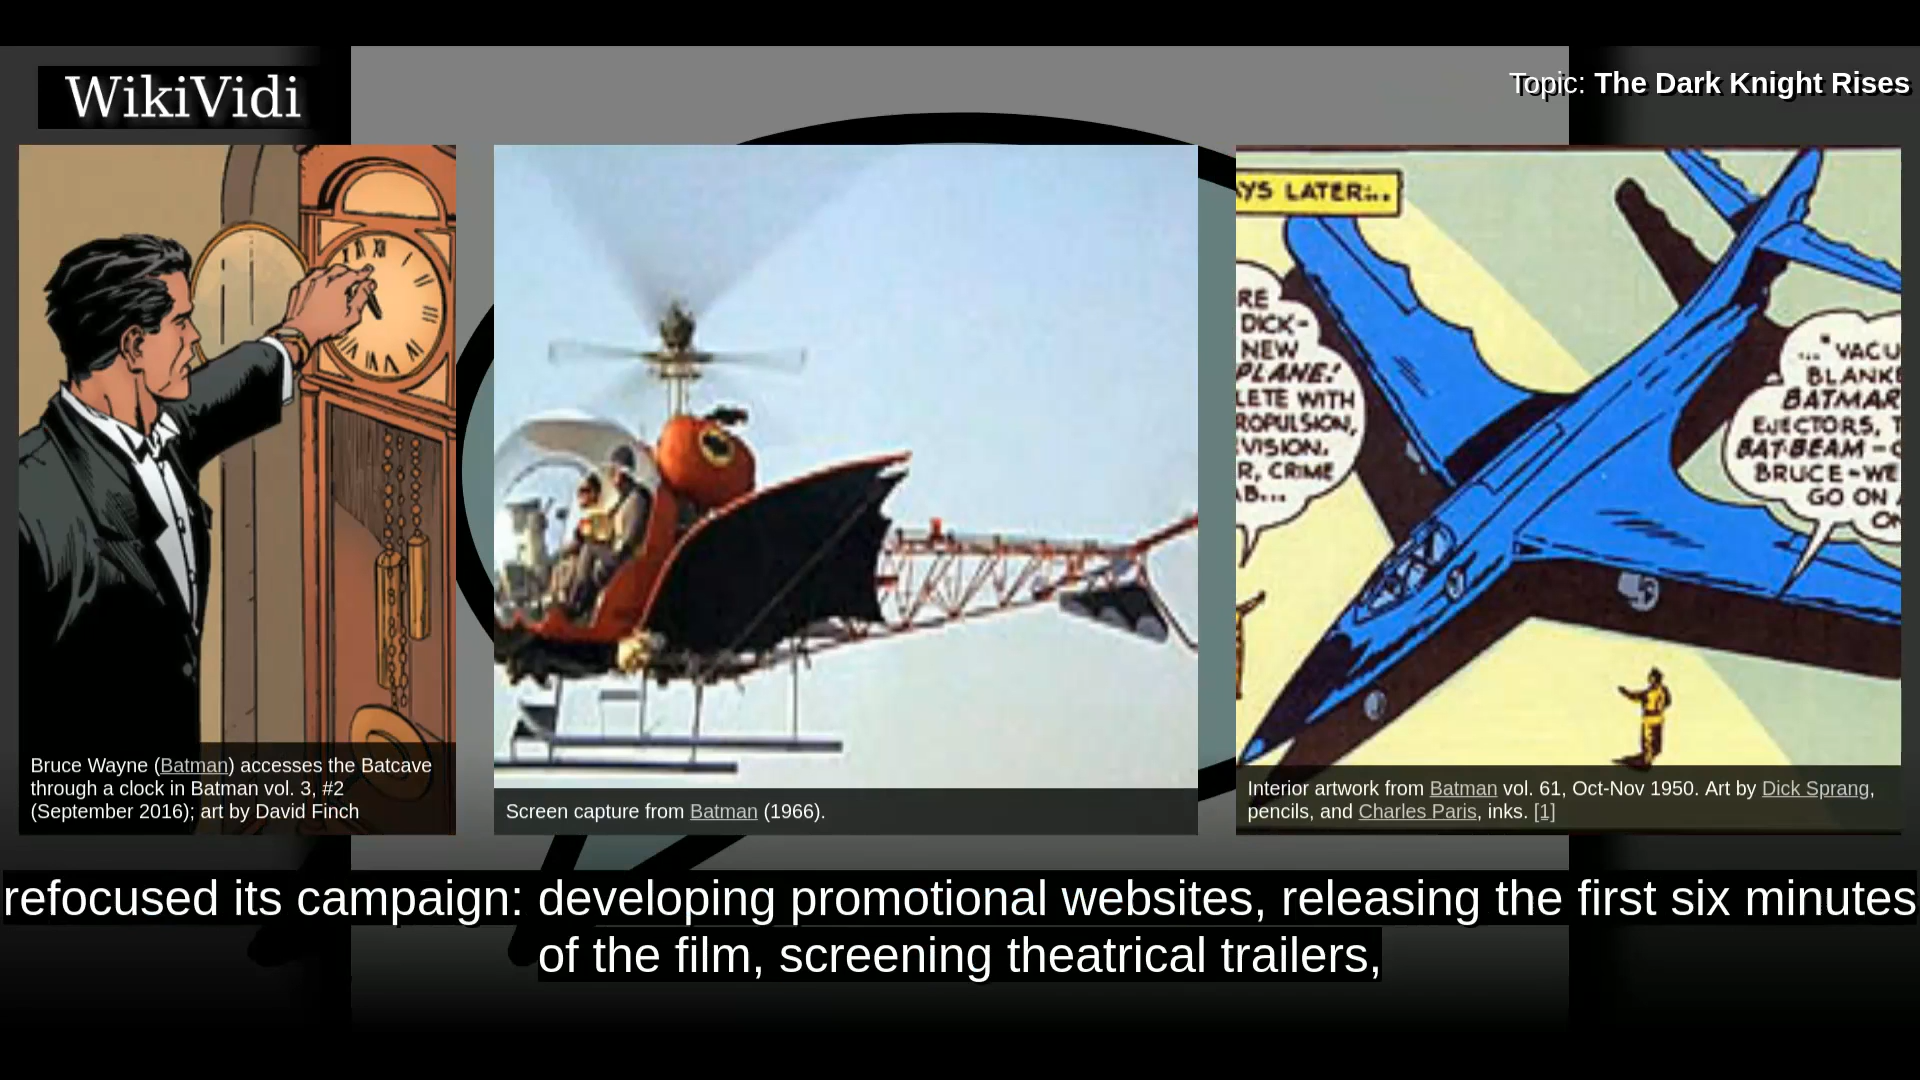 WikiVidi
Topic: The Dark Knight Rises
Bruce Wayne (Batman) accesses the Batcave
through a clock in Batman vol. 3, #2
(September 2016); art by David Finch
Screen capture from Batman (1966).
AYS LATER...
RE
DICK-
NEW
PLANE!
LETE WITH
ROPULSION,
VISION.
R, CRIME
AB...
..." VACU
BLANKE
BATMAR
EJECTORS, T
BAT-BEAM -
BRUCE-WE
GO ON
ON
Interior artwork from Batman vol. 61, Oct-Nov 1950. Art by Dick Sprang,
pencils, and Charles Paris, inks. [1]
refocused its campaign: developing promotional websites, releasing the first six minutes
of the film, screening theatrical trailers,